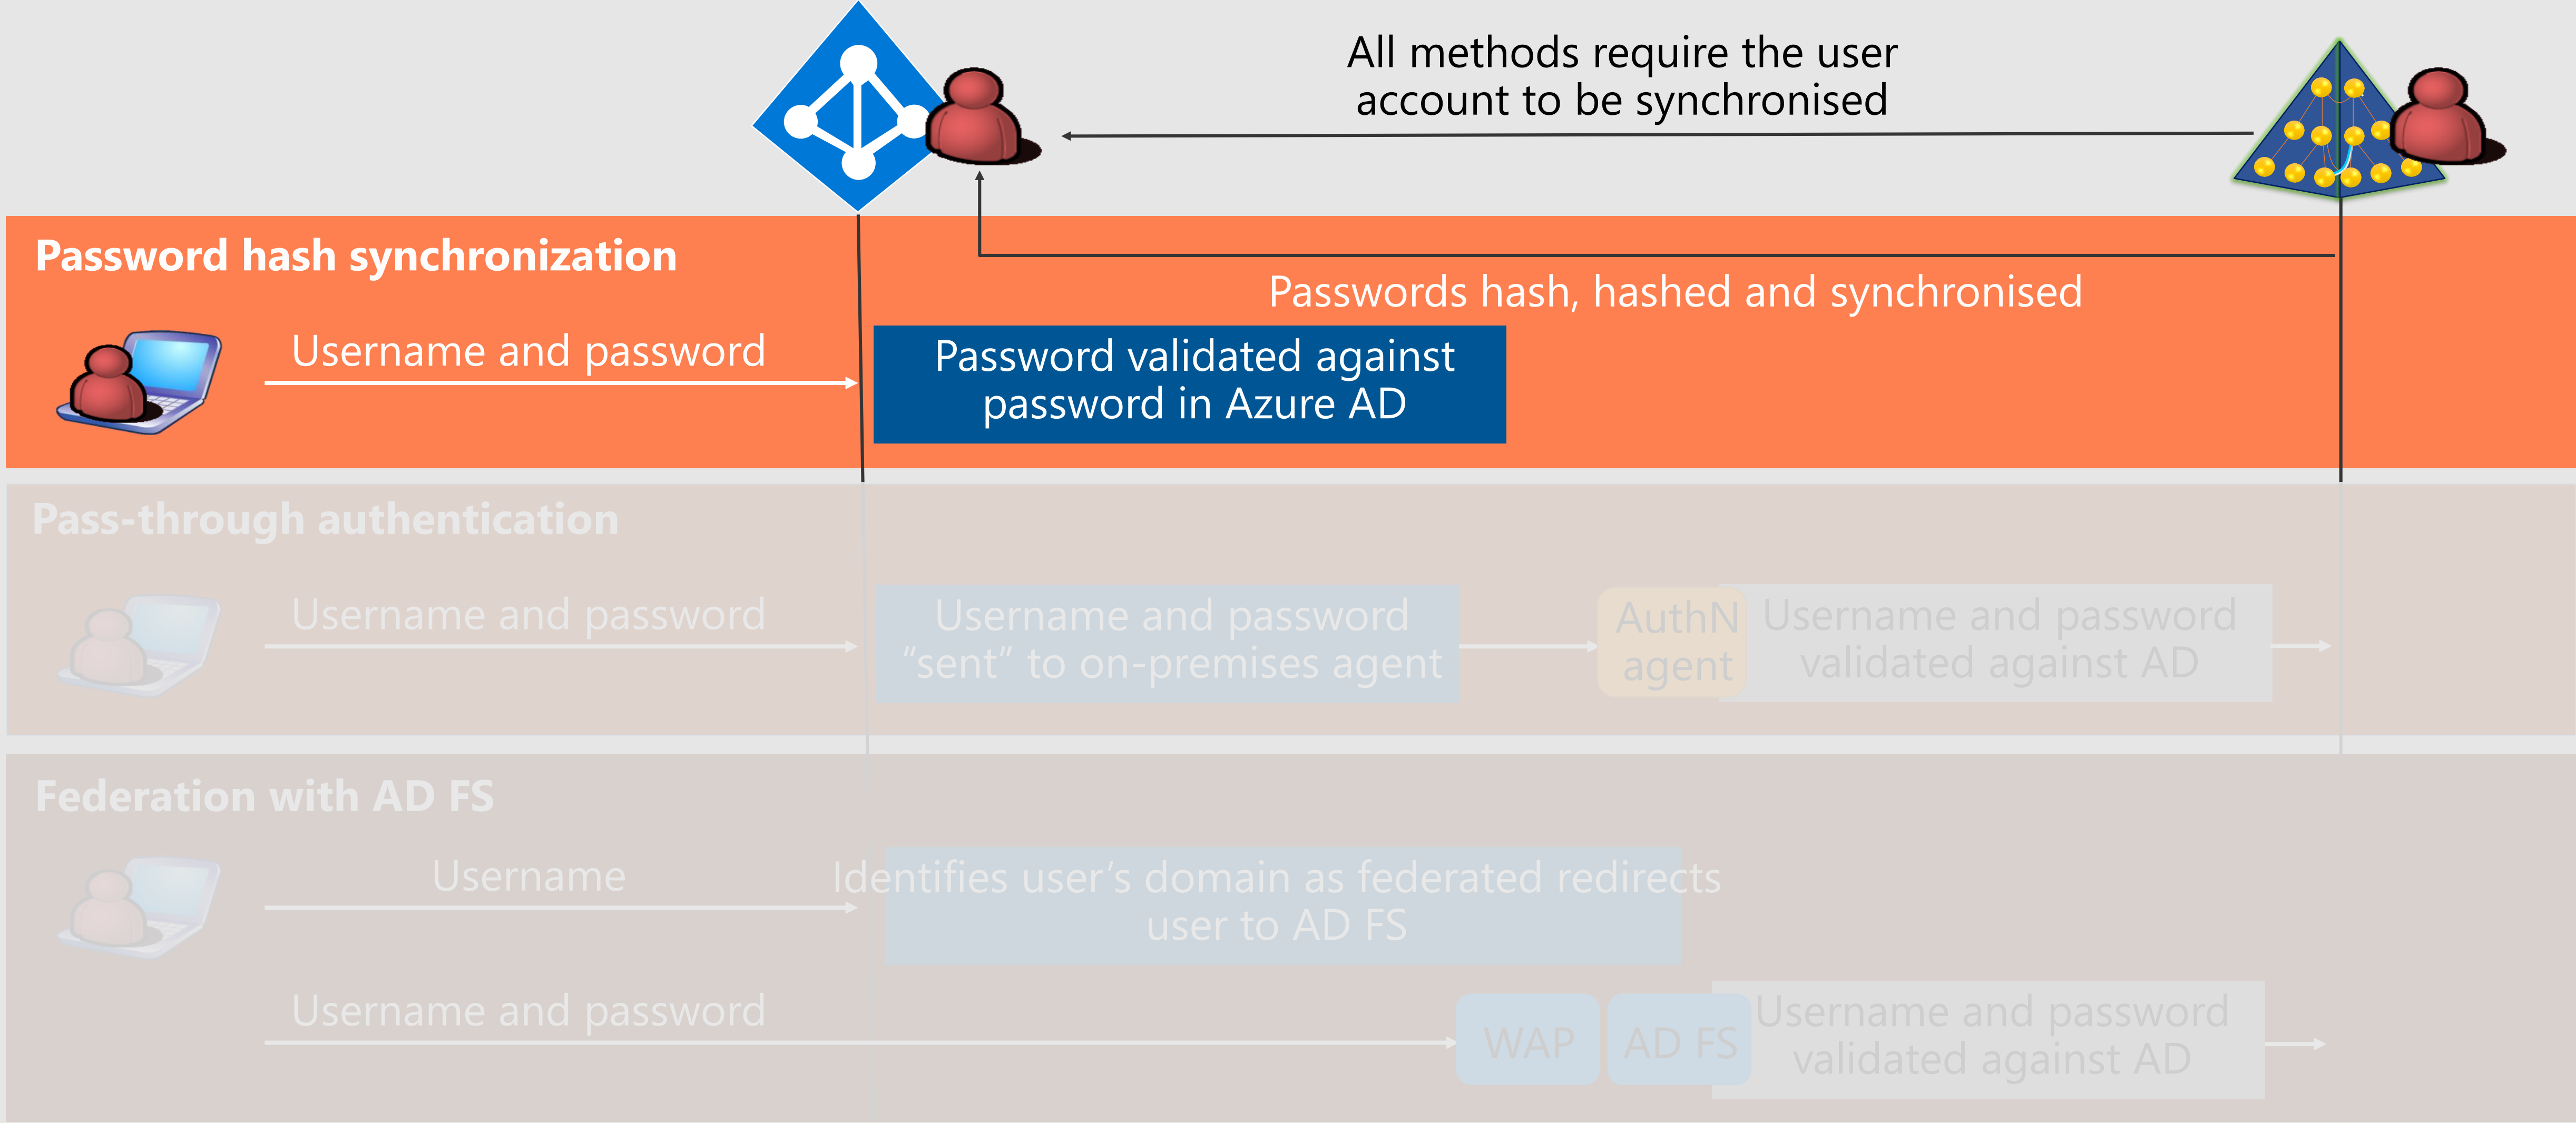 All methods require the user
account to be synchronised
Password hash synchronization
Passwords hash, hashed and synchronised
Username and password
Password validated against
password in Azure AD
Pass-through authentication
Username and password
Username and password
“sent” to on-premises agent
AuthN
agent
Username and password
validated against AD
Federation with AD FS
Username
Identifies user’s domain as federated redirects
user to AD FS
Username and password
WAP
AD FS
Username and password
validated against AD